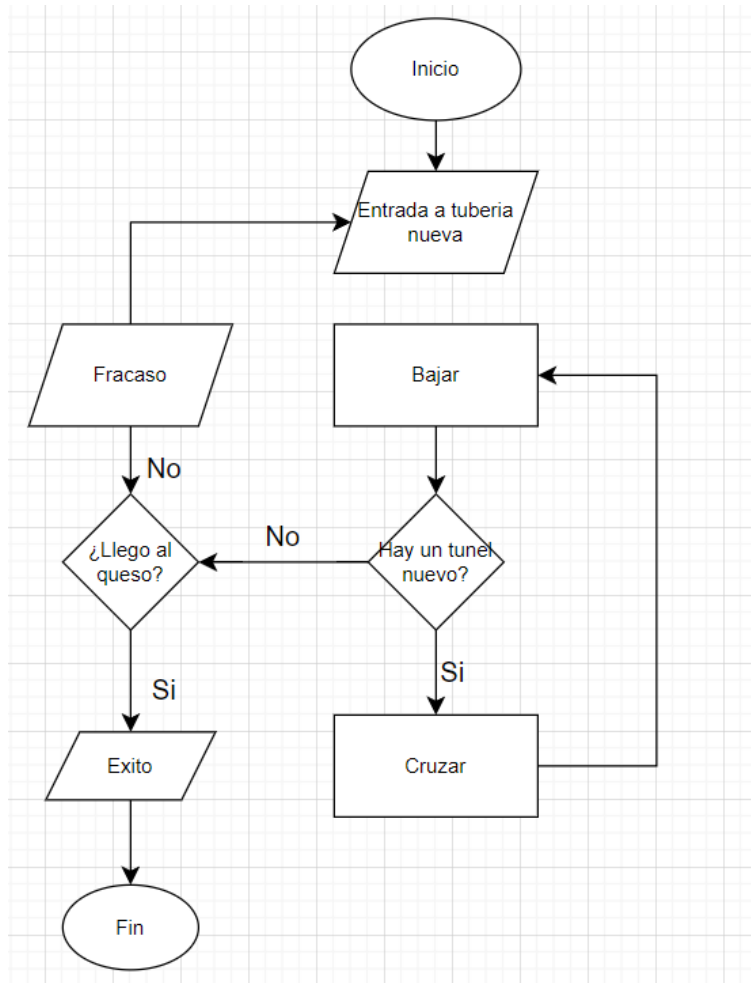 Inicio
Entrada a tuberia
nueva
Fracaso
Bajar
No
¿Llego al
queso?
No
Hay un tunel
nuevo?
Si
Si
Exito
Cruzar
Fin